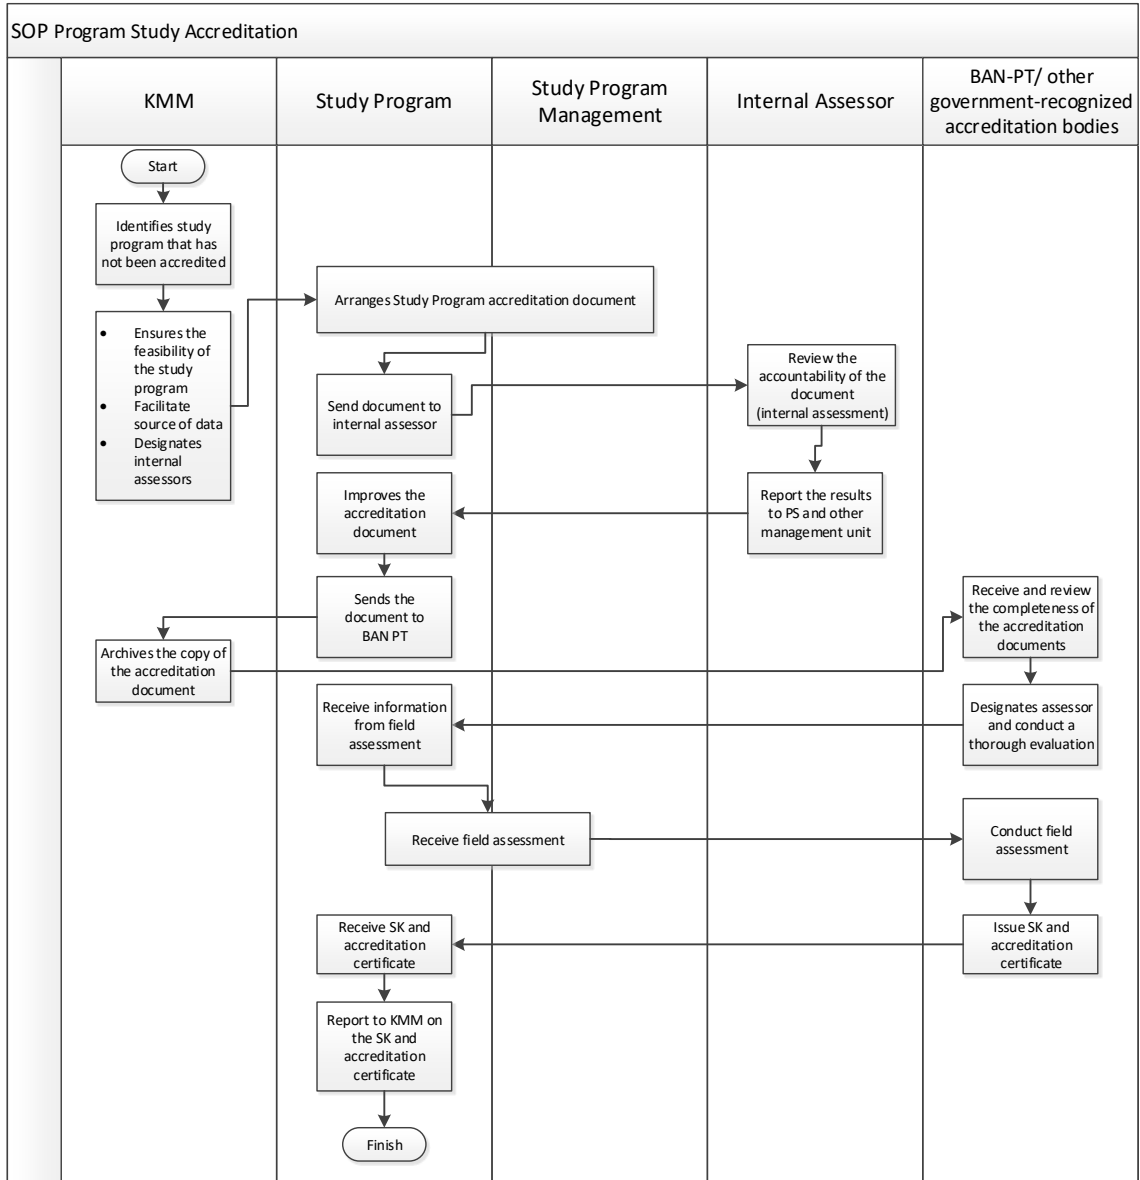 SOP Program Study Accreditation
KMM
Study Program
Study Program
Management
Internal Assessor
BAN-PT/ other
government-recognized
accreditation bodies
Start
Identifies study
program that has
not been accredited
• Ensures the
feasibility of
the study
program
• Facilitate
source of data
• Designates
internal
assessors
Arranges Study Program accreditation document
Send document to
internal assessor
Review the
accountability of the
document
(internal assessment)
Improves the
accreditation
document
Report the results
to PS and other
management unit
Sends the
document to
BAN PT
Receive and review
the completeness of
the accreditation
documents
Archives the copy of
the accreditation
document
Receive information
from field
assessment
Designates assessor
and conduct a
thorough evaluation
Receive field assessment
Conduct field
assessment
Receive SK and
accreditation
certificate
Issue SK and
accreditation
certificate
Report to KMM on
the SK and
accreditation
certificate
Finish